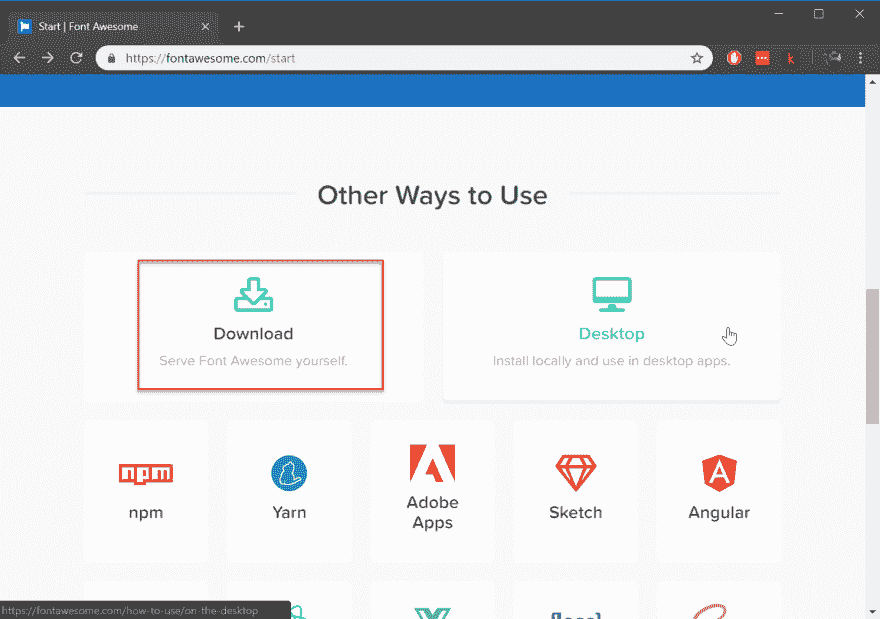 Start | Font Awesome
https://fontawesome.com/start
Other Ways to Use
Download
Serve Font Awesome yourself.
Desktop
Install locally and use in desktop apps.
npm
npm
Yarn
Adobe
Apps
Sketch
Angular
https://fontawesome.com/how-to-use/on-the-desktop